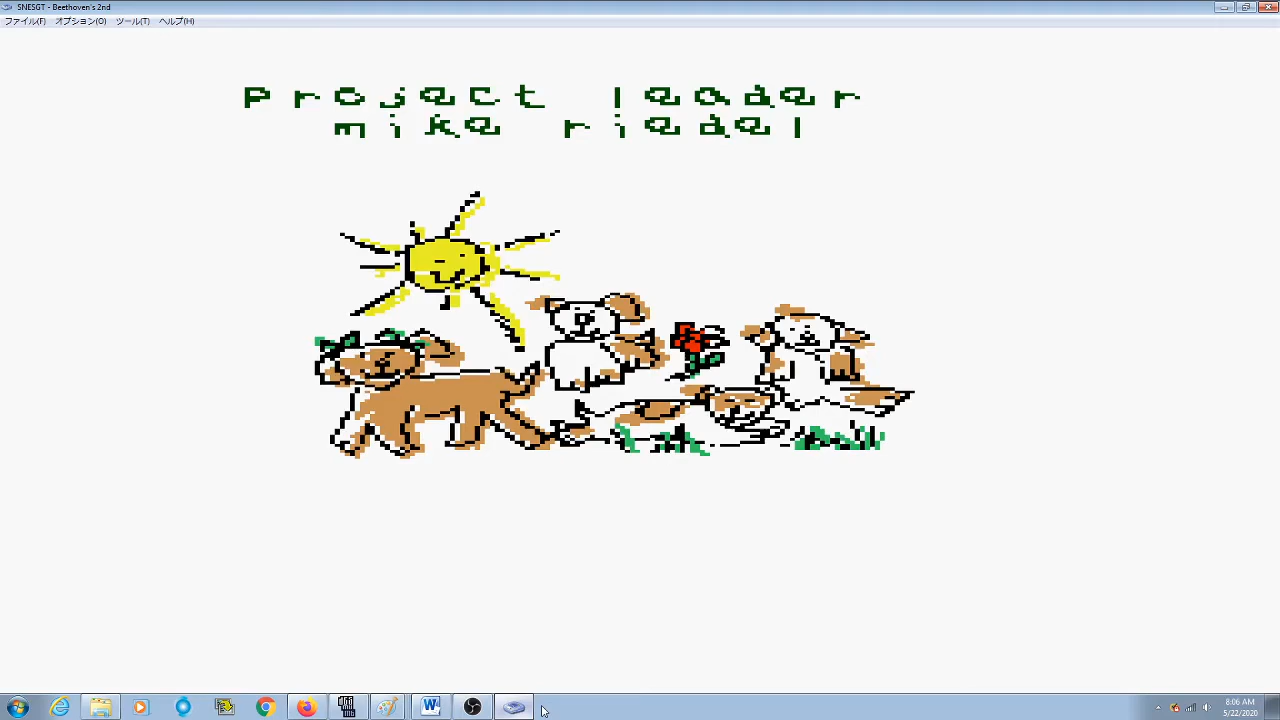 SNESGT - Beethoven's 2nd
ファイル(F) オプション(O) ツール(T) ヘルプ(H)
Project leader
mike riedel
8:06 AM
5/22/2020